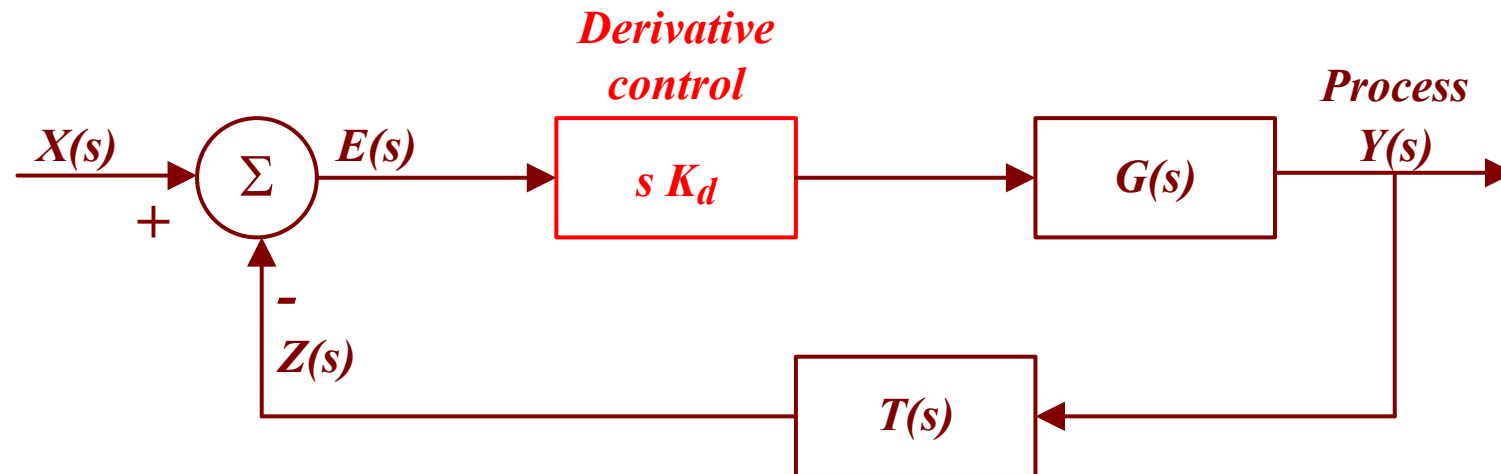 Derivative
control
Process
X(s)
E(s)
Y(s)
Σ
s K_d
G(s)
+
-
Z(s)
T(s)